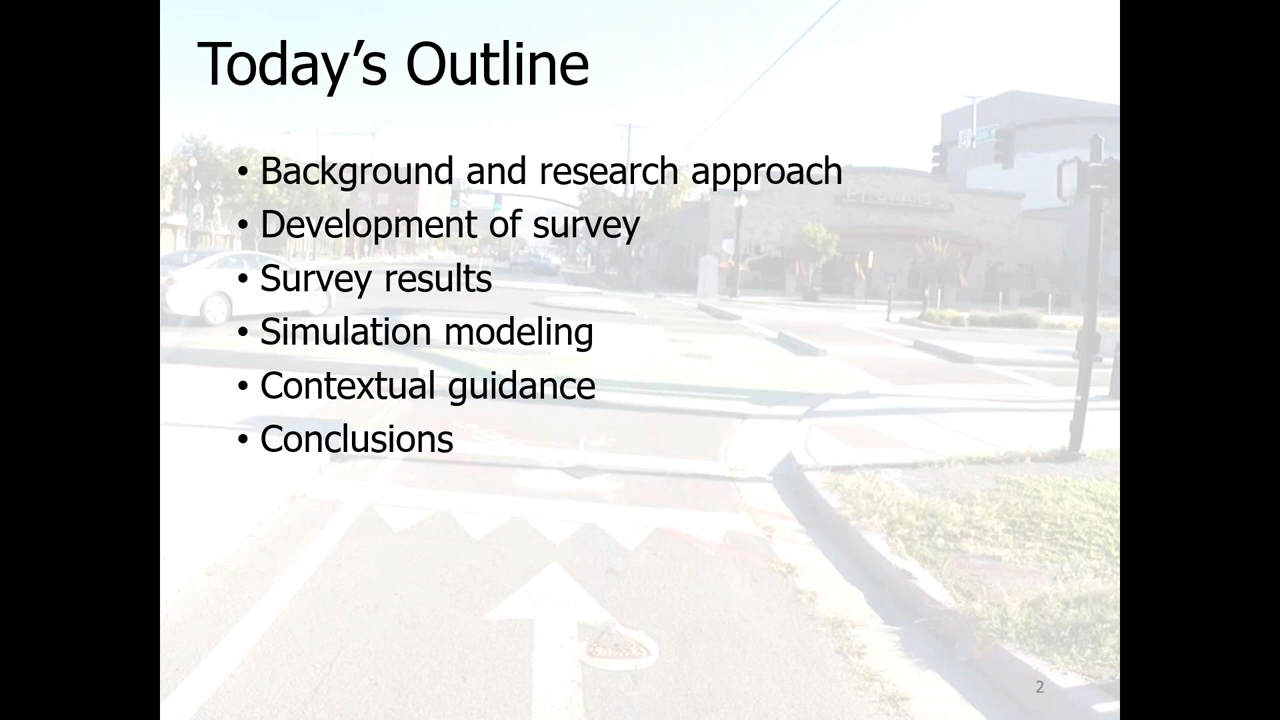 Today's Outline
• Background and research approach
• Development of survey
• Survey results
• Simulation modeling
• Contextual guidance
• Conclusions
2